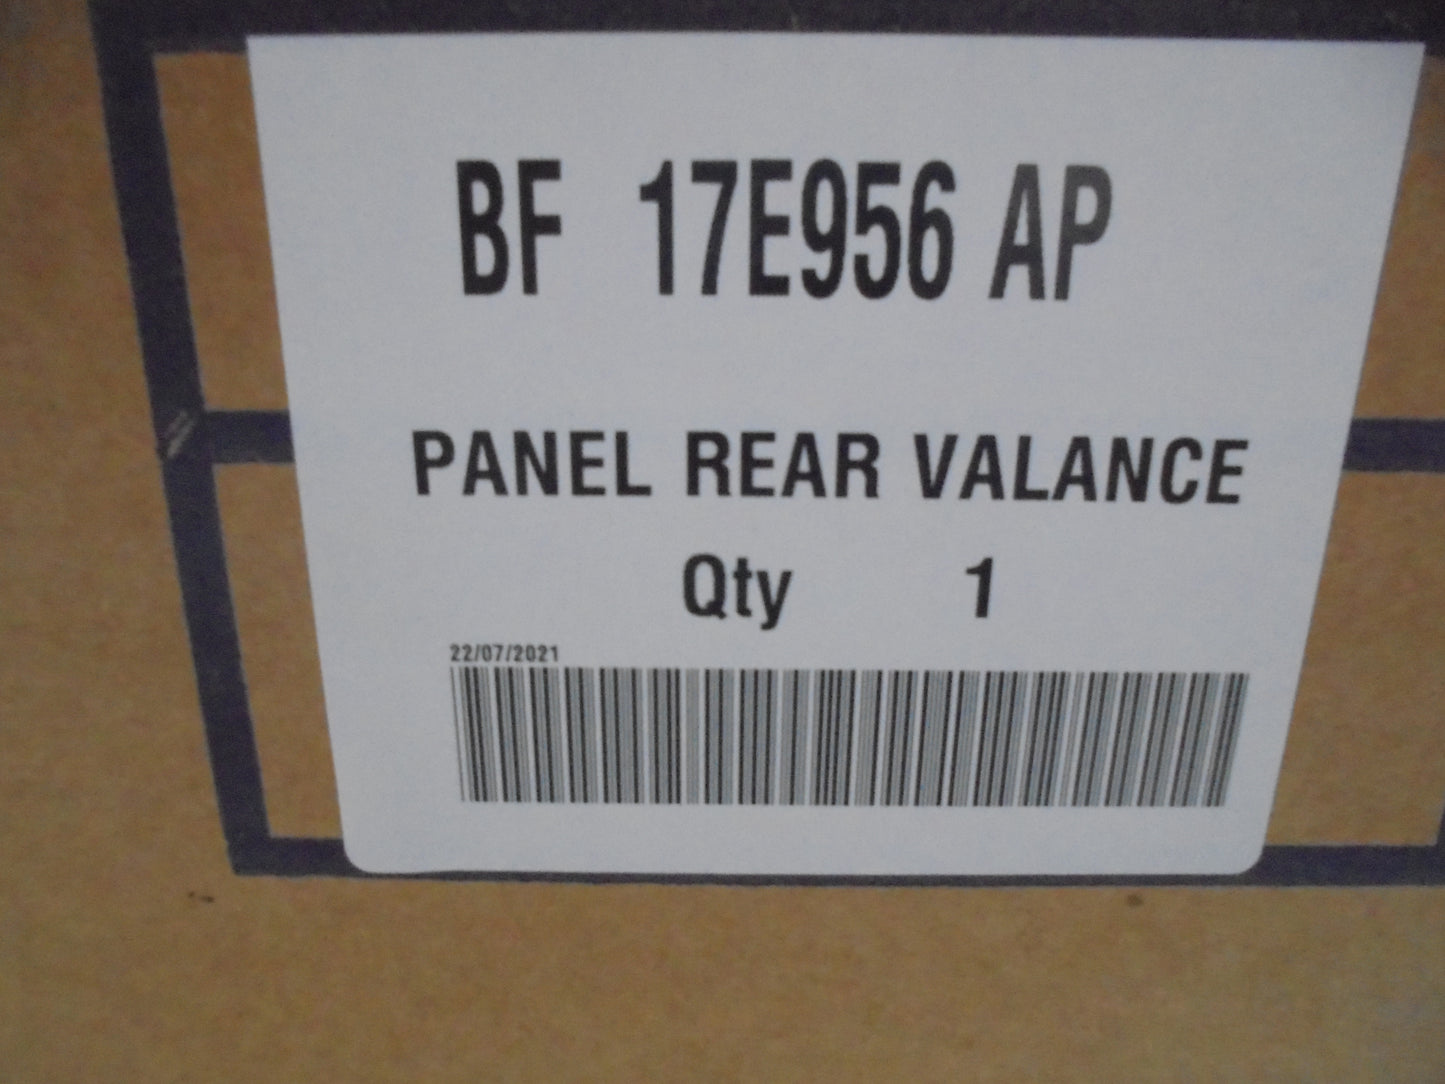 BF 17E956 AP
PANEL REAR VALANCE
Qty 1
22/07/2021